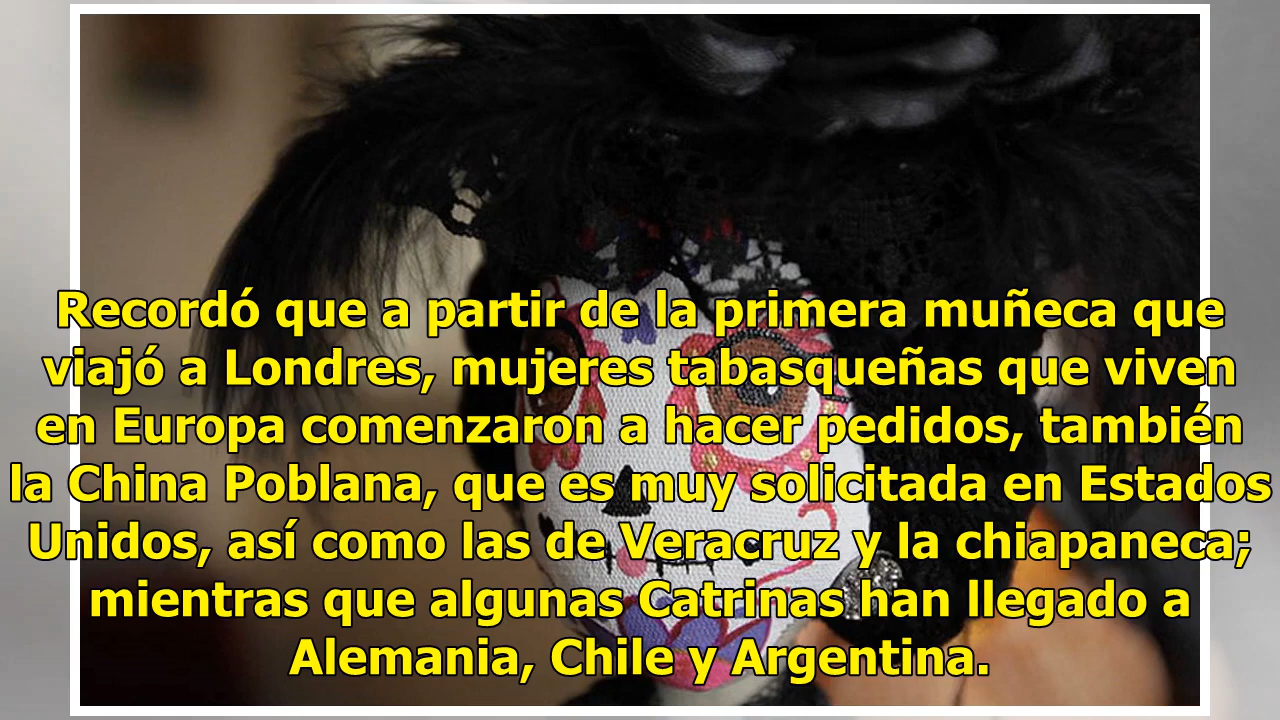 Recordó que a partir de la primera muñeca que
viajó a Londres, mujeres tabasqueñas que viven
en Europa comenzaron a hacer pedidos, también
la China Poblana, que es muy solicitada en Estados
Unidos, así como las de Veracruz y la chiapaneca;
mientras que algunas Catrinas han llegado a
Alemania, Chile y Argentina.